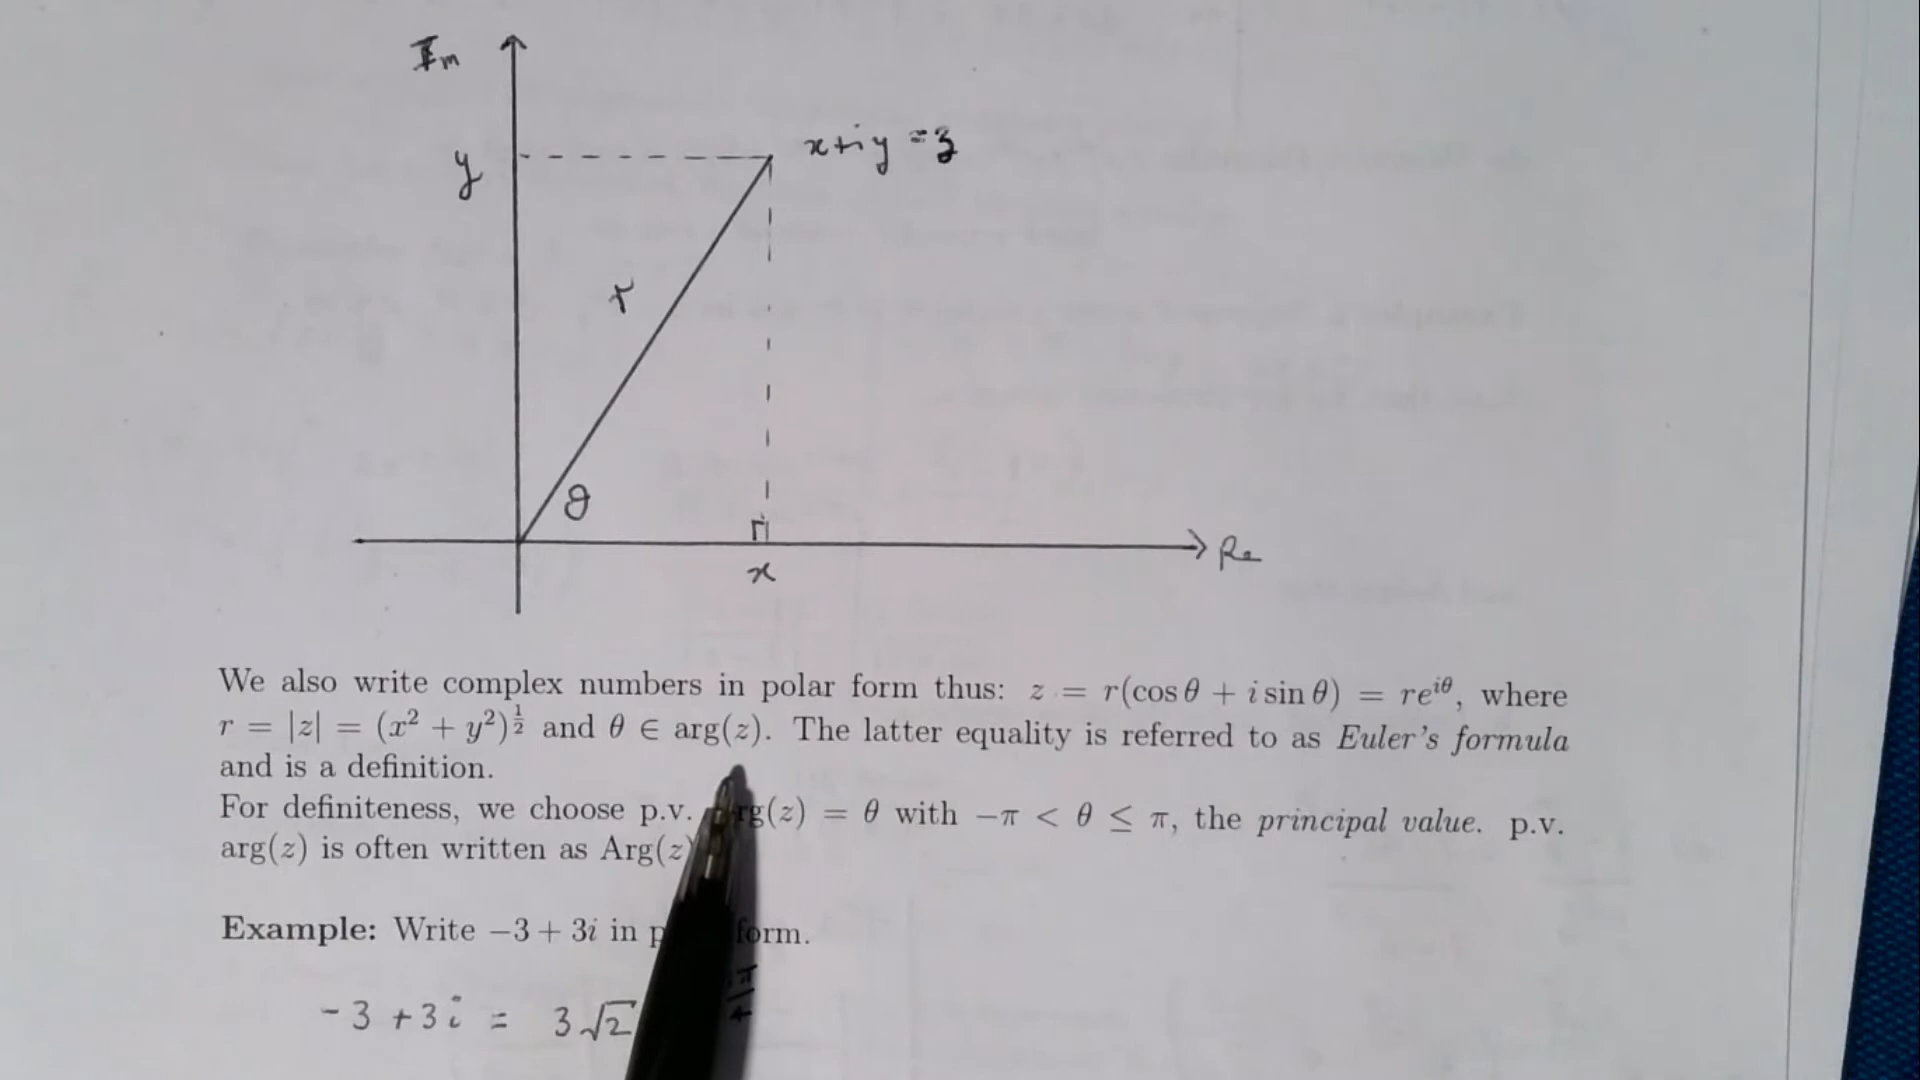 Im
y
x+iy = z
r
θ
x
Re
We also write complex numbers in polar form thus: z = r(cos θ + i sin θ) = re^{iθ}, where
r = |z| = (x² + y²)^{1/2} and θ ∈ arg(z). The latter equality is referred to as Euler's formula
and is a definition.
For definiteness, we choose p.v. (z) = θ with −π < θ ≤ π, the principal value. p.v.
arg(z) is often written as Arg(z)
Example: Write −3 + 3i in form.
-3 + 3i = 3√2